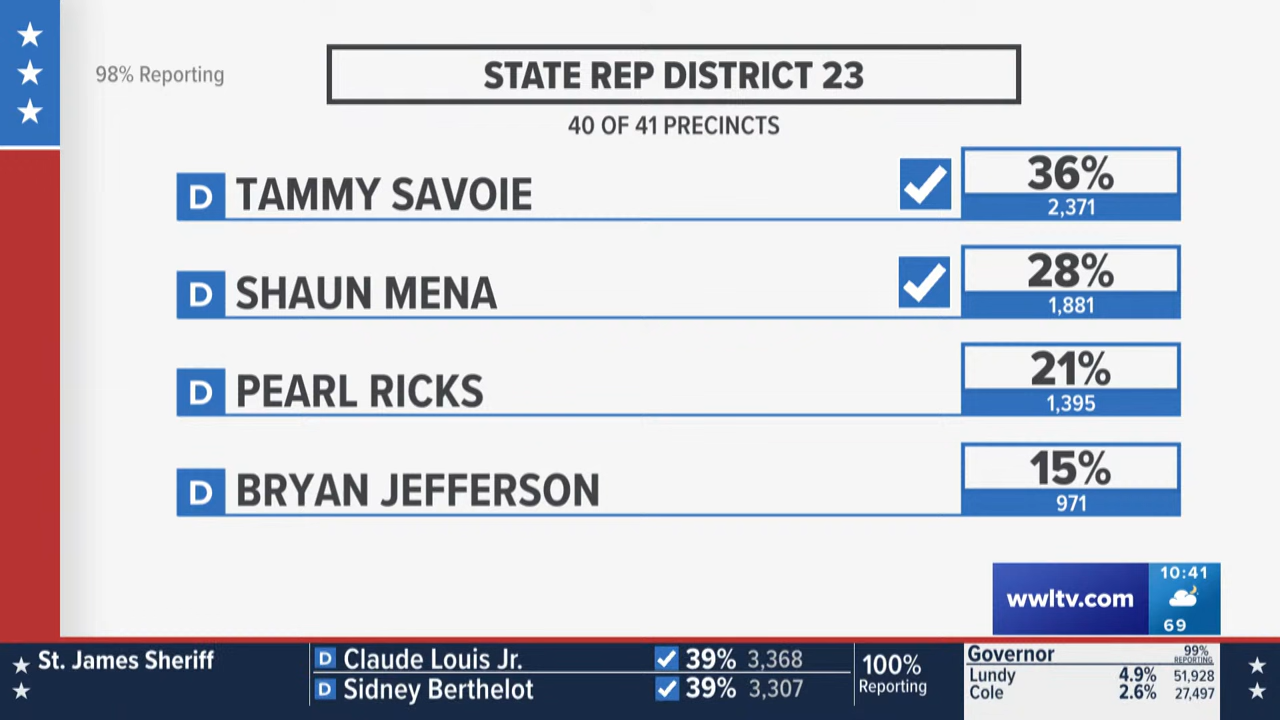 98% Reporting
STATE REP DISTRICT 23
40 OF 41 PRECINCTS
D TAMMY SAVOIE 36%
2,371
D SHAUN MENA 28%
1,881
D PEARL RICKS 21%
1,395
D BRYAN JEFFERSON 15%
971
wwltv.com
10:41
69
St. James Sheriff
D Claude Louis Jr. 39% 3,368
D Sidney Berthelot 39% 3,307
100%
Reporting
Governor
99%
REPORTING
Lundy 4.9% 51,928
Cole 2.6% 27,497